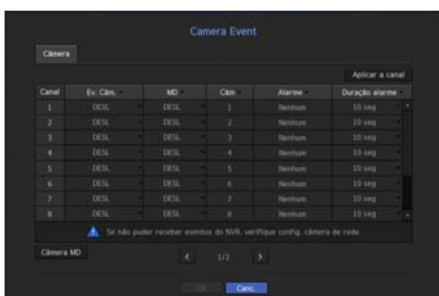 Camera Event
Câmera
Aplicar a canal
Canal Ev. Câm. MD Câm Alarme Duração alarme
1 DESL DESL 1 Nenhum 10 seg
2 DESL DESL 2 Nenhum 10 seg
3 DESL DESL 3 Nenhum 10 seg
4 DESL DESL 4 Nenhum 10 seg
5 DESL DESL 5 Nenhum 10 seg
6 DESL DESL 6 Nenhum 10 seg
7 DESL DESL 7 Nenhum 10 seg
8 DESL DESL 8 Nenhum 10 seg
Se não puder receber eventos do NVR, verifique config. câmera de rede.
Câmera MD
< 1/2 >
OK Canc.